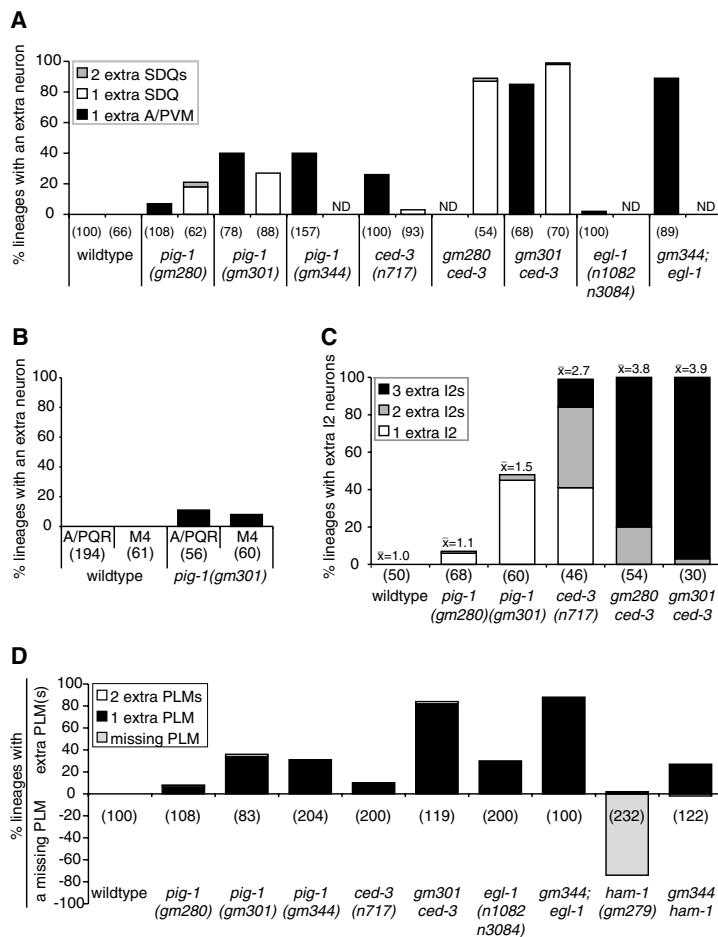 A
% lineages with an extra neuron
100
80
60
40
20
0
2 extra SDQs
1 extra SDQ
1 extra A/PVM
ND
ND
ND
ND
ND
(100) (66) (108) (62) (78) (88) (157) (100) (93) (54) (68) (70) (100) (89)
wildtype
pig-1 (gm280)
pig-1 (gm301)
pig-1 (gm344)
ced-3 (n717)
gm280 ced-3
gm301 ced-3
egl-1 (n1082 n3084)
gm344; egl-1
B
% lineages with an extra neuron
100
80
60
40
20
0
A/PQR (194)
M4 (61)
A/PQR (56)
M4 (60)
wildtype
pig-1(gm301)
C
% lineages with extra I2 neurons
100
80
60
40
20
0
3 extra I2s
2 extra I2s
1 extra I2
x̄=1.0
x̄=1.1
x̄=1.5
x̄=2.7
x̄=3.8
x̄=3.9
(50) (68) (60) (46) (54) (30)
wildtype
pig-1 (gm280)
pig-1 (gm301)
ced-3 (n717)
gm280 ced-3
gm301 ced-3
D
% lineages with
extra PLM(s)
a missing PLM
100
80
60
40
20
0
-20
-40
-60
-80
-100
2 extra PLMs
1 extra PLM
missing PLM
(100) (108) (83) (204) (200) (119) (200) (100) (232) (122)
wildtype
pig-1 (gm280)
pig-1 (gm301)
pig-1 (gm344)
ced-3 (n717)
gm301 ced-3
egl-1 (n1082 n3084)
gm344; egl-1
ham-1 (gm279)
gm344 ham-1